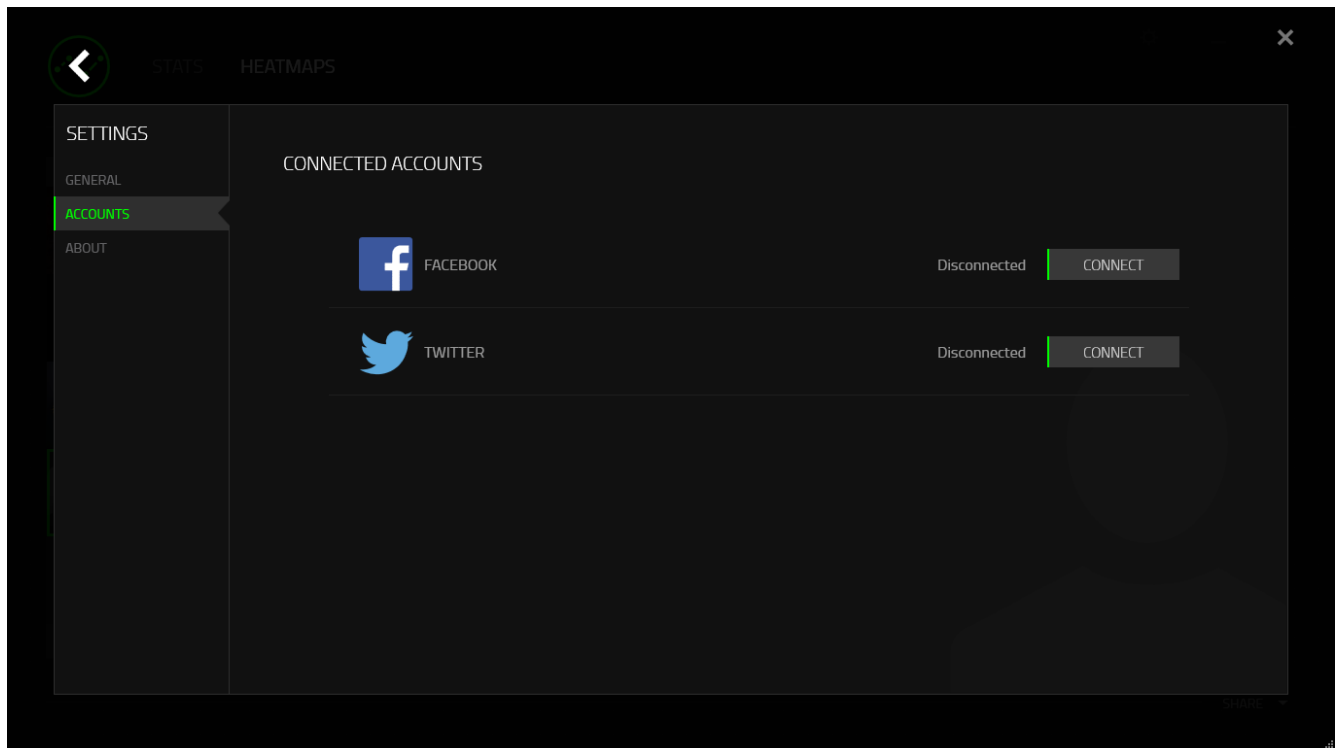 STATS HEATMAPS
SETTINGS
GENERAL
ACCOUNTS
ABOUT
CONNECTED ACCOUNTS
FACEBOOK Disconnected CONNECT
TWITTER Disconnected CONNECT
SHARE